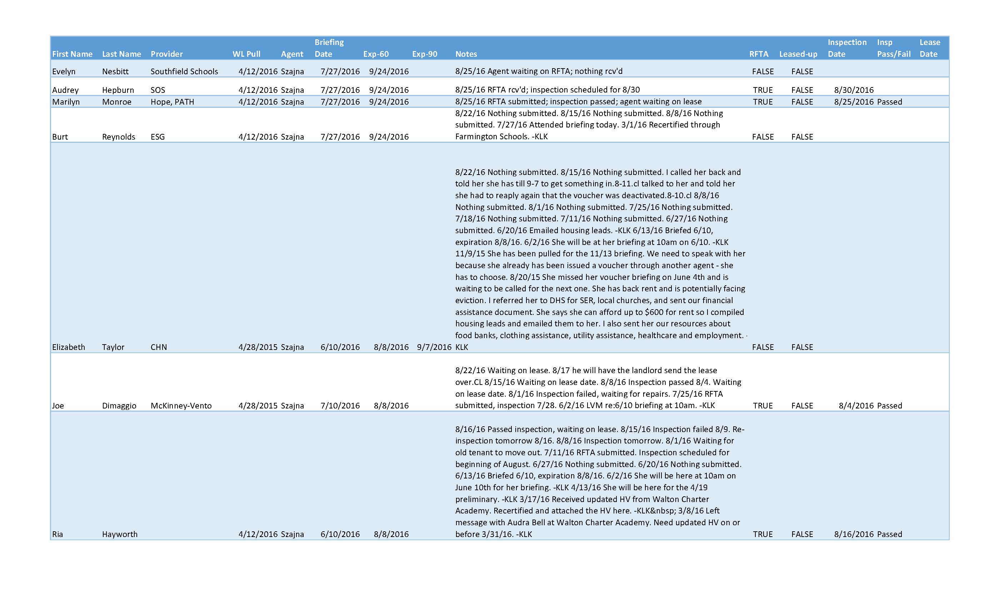 Briefing Inspection Insp Lease
First Name Last Name Provider WL Pull Agent Date Exp-60 Exp-90 Notes RFTA Leased-up Date Pass/Fail Date
Evelyn Nesbitt Southfield Schools 4/12/2016 Szajna 7/27/2016 9/24/2016 8/25/16 Agent waiting on RFTA; nothing rcv'd FALSE FALSE
Audrey Hepburn SOS 4/12/2016 Szajna 7/27/2016 9/24/2016 8/25/16 RFTA rcv'd; inspection scheduled for 8/30 TRUE FALSE 8/30/2016
Marilyn Monroe Hope, PATH 4/12/2016 Szajna 7/27/2016 9/24/2016 8/25/16 RFTA submitted; inspection passed; agent waiting on lease TRUE FALSE 8/25/2016 Passed
8/22/16 Nothing submitted. 8/15/16 Nothing submitted. 8/8/16 Nothing
submitted. 7/27/16 Attended briefing today. 3/1/16 Recertified through
Burt Reynolds ESG 4/12/2016 Szajna 7/27/2016 9/24/2016 Farmington Schools. -KLK FALSE FALSE
8/22/16 Nothing submitted. 8/15/16 Nothing submitted. I called her back and
told her she has till 9-7 to get something in.8-11.cl talked to her and told her
she had to reaply again that the voucher was deactivated.8-10.cl 8/8/16
Nothing submitted. 8/1/16 Nothing submitted. 7/25/16 Nothing submitted.
7/18/16 Nothing submitted. 7/11/16 Nothing submitted. 6/27/16 Nothing
submitted. 6/20/16 Emailed housing leads. -KLK 6/13/16 Briefed 6/10,
expiration 8/8/16. 6/2/16 She will be at her briefing at 10am on 6/10. -KLK
11/9/15 She has been pulled for the 11/13 briefing. We need to speak with her
because she already has been issued a voucher through another agent - she
has to choose. 8/20/15 She missed her voucher briefing on June 4th and is
waiting to be called for the next one. She has back rent and is potentially facing
eviction. I referred her to DHS for SER, local churches, and sent our financial
assistance document. She says she can afford up to $600 for rent so I compiled
housing leads and emailed them to her. I also sent her our resources about
food banks, clothing assistance, utility assistance, healthcare and employment. -
Elizabeth Taylor CHN 4/28/2015 Szajna 6/10/2016 8/8/2016 9/7/2016 KLK FALSE FALSE
8/22/16 Waiting on lease. 8/17 he will have the landlord send the lease
over.CL 8/15/16 Waiting on lease date. 8/8/16 Inspection passed 8/4. Waiting
on lease date. 8/1/16 Inspection failed, waiting for repairs. 7/25/16 RFTA
Joe Dimaggio McKinney-Vento 4/28/2015 Szajna 7/10/2016 8/8/2016 submitted, inspection 7/28. 6/2/16 LVM re:6/10 briefing at 10am. -KLK TRUE FALSE 8/4/2016 Passed
8/16/16 Passed inspection, waiting on lease. 8/15/16 Inspection failed 8/9. Re-
inspection tomorrow 8/16. 8/8/16 Inspection tomorrow. 8/1/16 Waiting for
old tenant to move out. 7/11/16 RFTA submitted. Inspection scheduled for
beginning of August. 6/27/16 Nothing submitted. 6/20/16 Nothing submitted.
6/13/16 Briefed 6/10, expiration 8/8/16. 6/2/16 She will be here at 10am on
June 10th for her briefing. -KLK 4/13/16 She will be here for the 4/19
preliminary. -KLK 3/17/16 Received updated HV from Walton Charter
Academy. Recertified and attached the HV here. -KLK&nbsp; 3/8/16 Left
message with Audra Bell at Walton Charter Academy. Need updated HV on or
Ria Hayworth 4/12/2016 Szajna 6/10/2016 8/8/2016 before 3/31/16. -KLK TRUE FALSE 8/16/2016 Passed